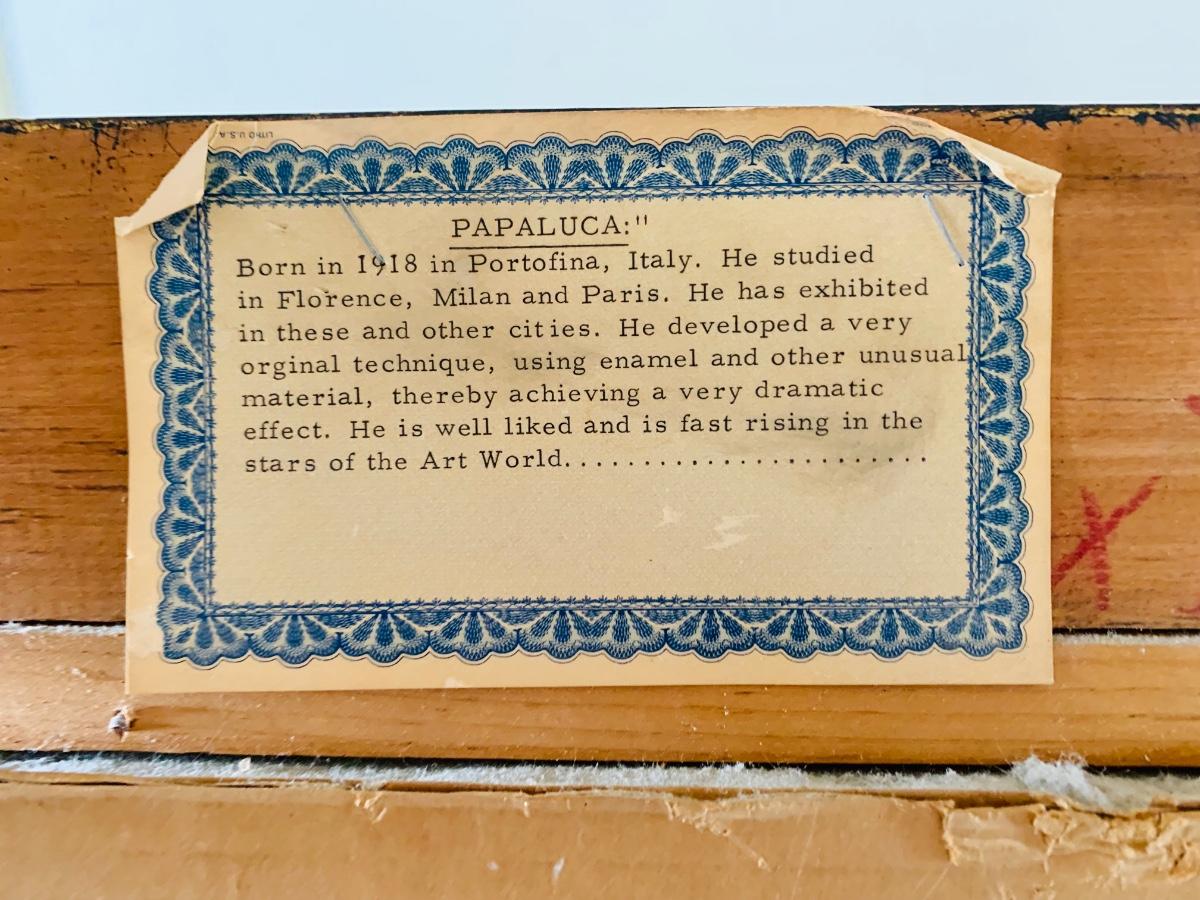 LITHO U.S.A.
PAPALUCA:"
Born in 1918 in Portofina, Italy. He studied
in Florence, Milan and Paris. He has exhibited
in these and other cities. He developed a very
orginal technique, using enamel and other unusual
material, thereby achieving a very dramatic
effect. He is well liked and is fast rising in the
stars of the Art World.......................
X